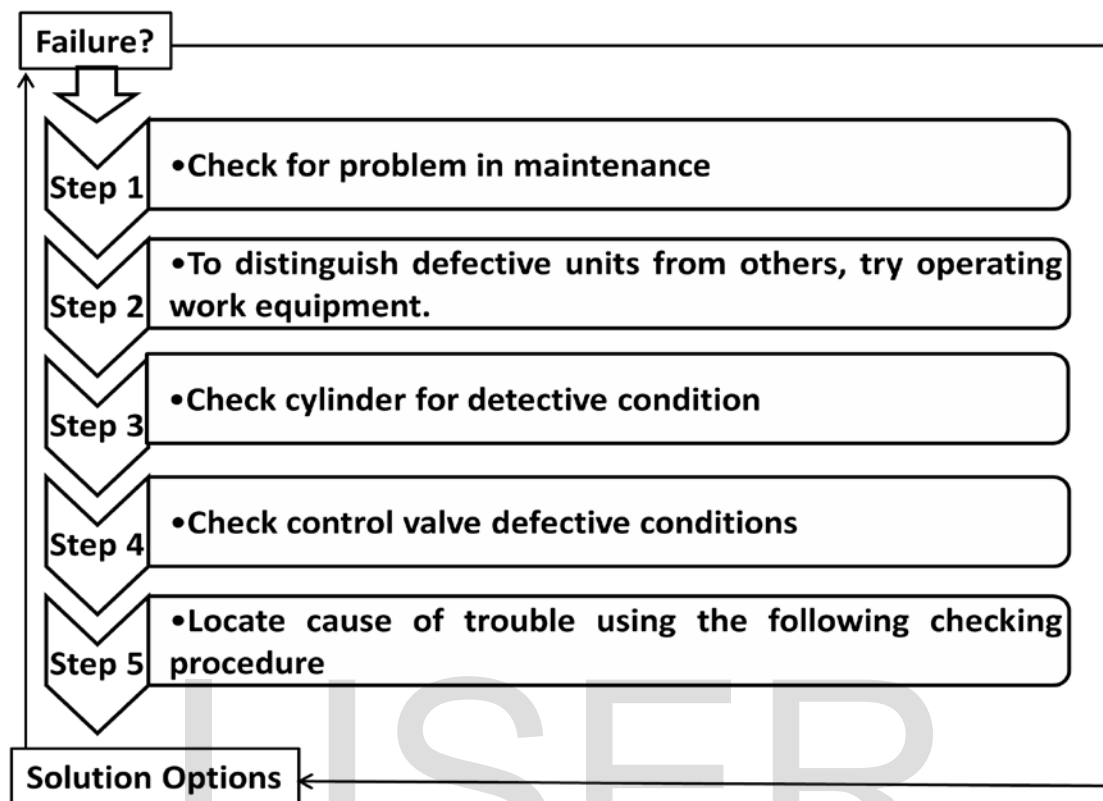 Failure?
Step 1
•Check for problem in maintenance
Step 2
•To distinguish defective units from others, try operating
work equipment.
Step 3
•Check cylinder for detective condition
Step 4
•Check control valve defective conditions
Step 5
•Locate cause of trouble using the following checking
procedure
Solution Options